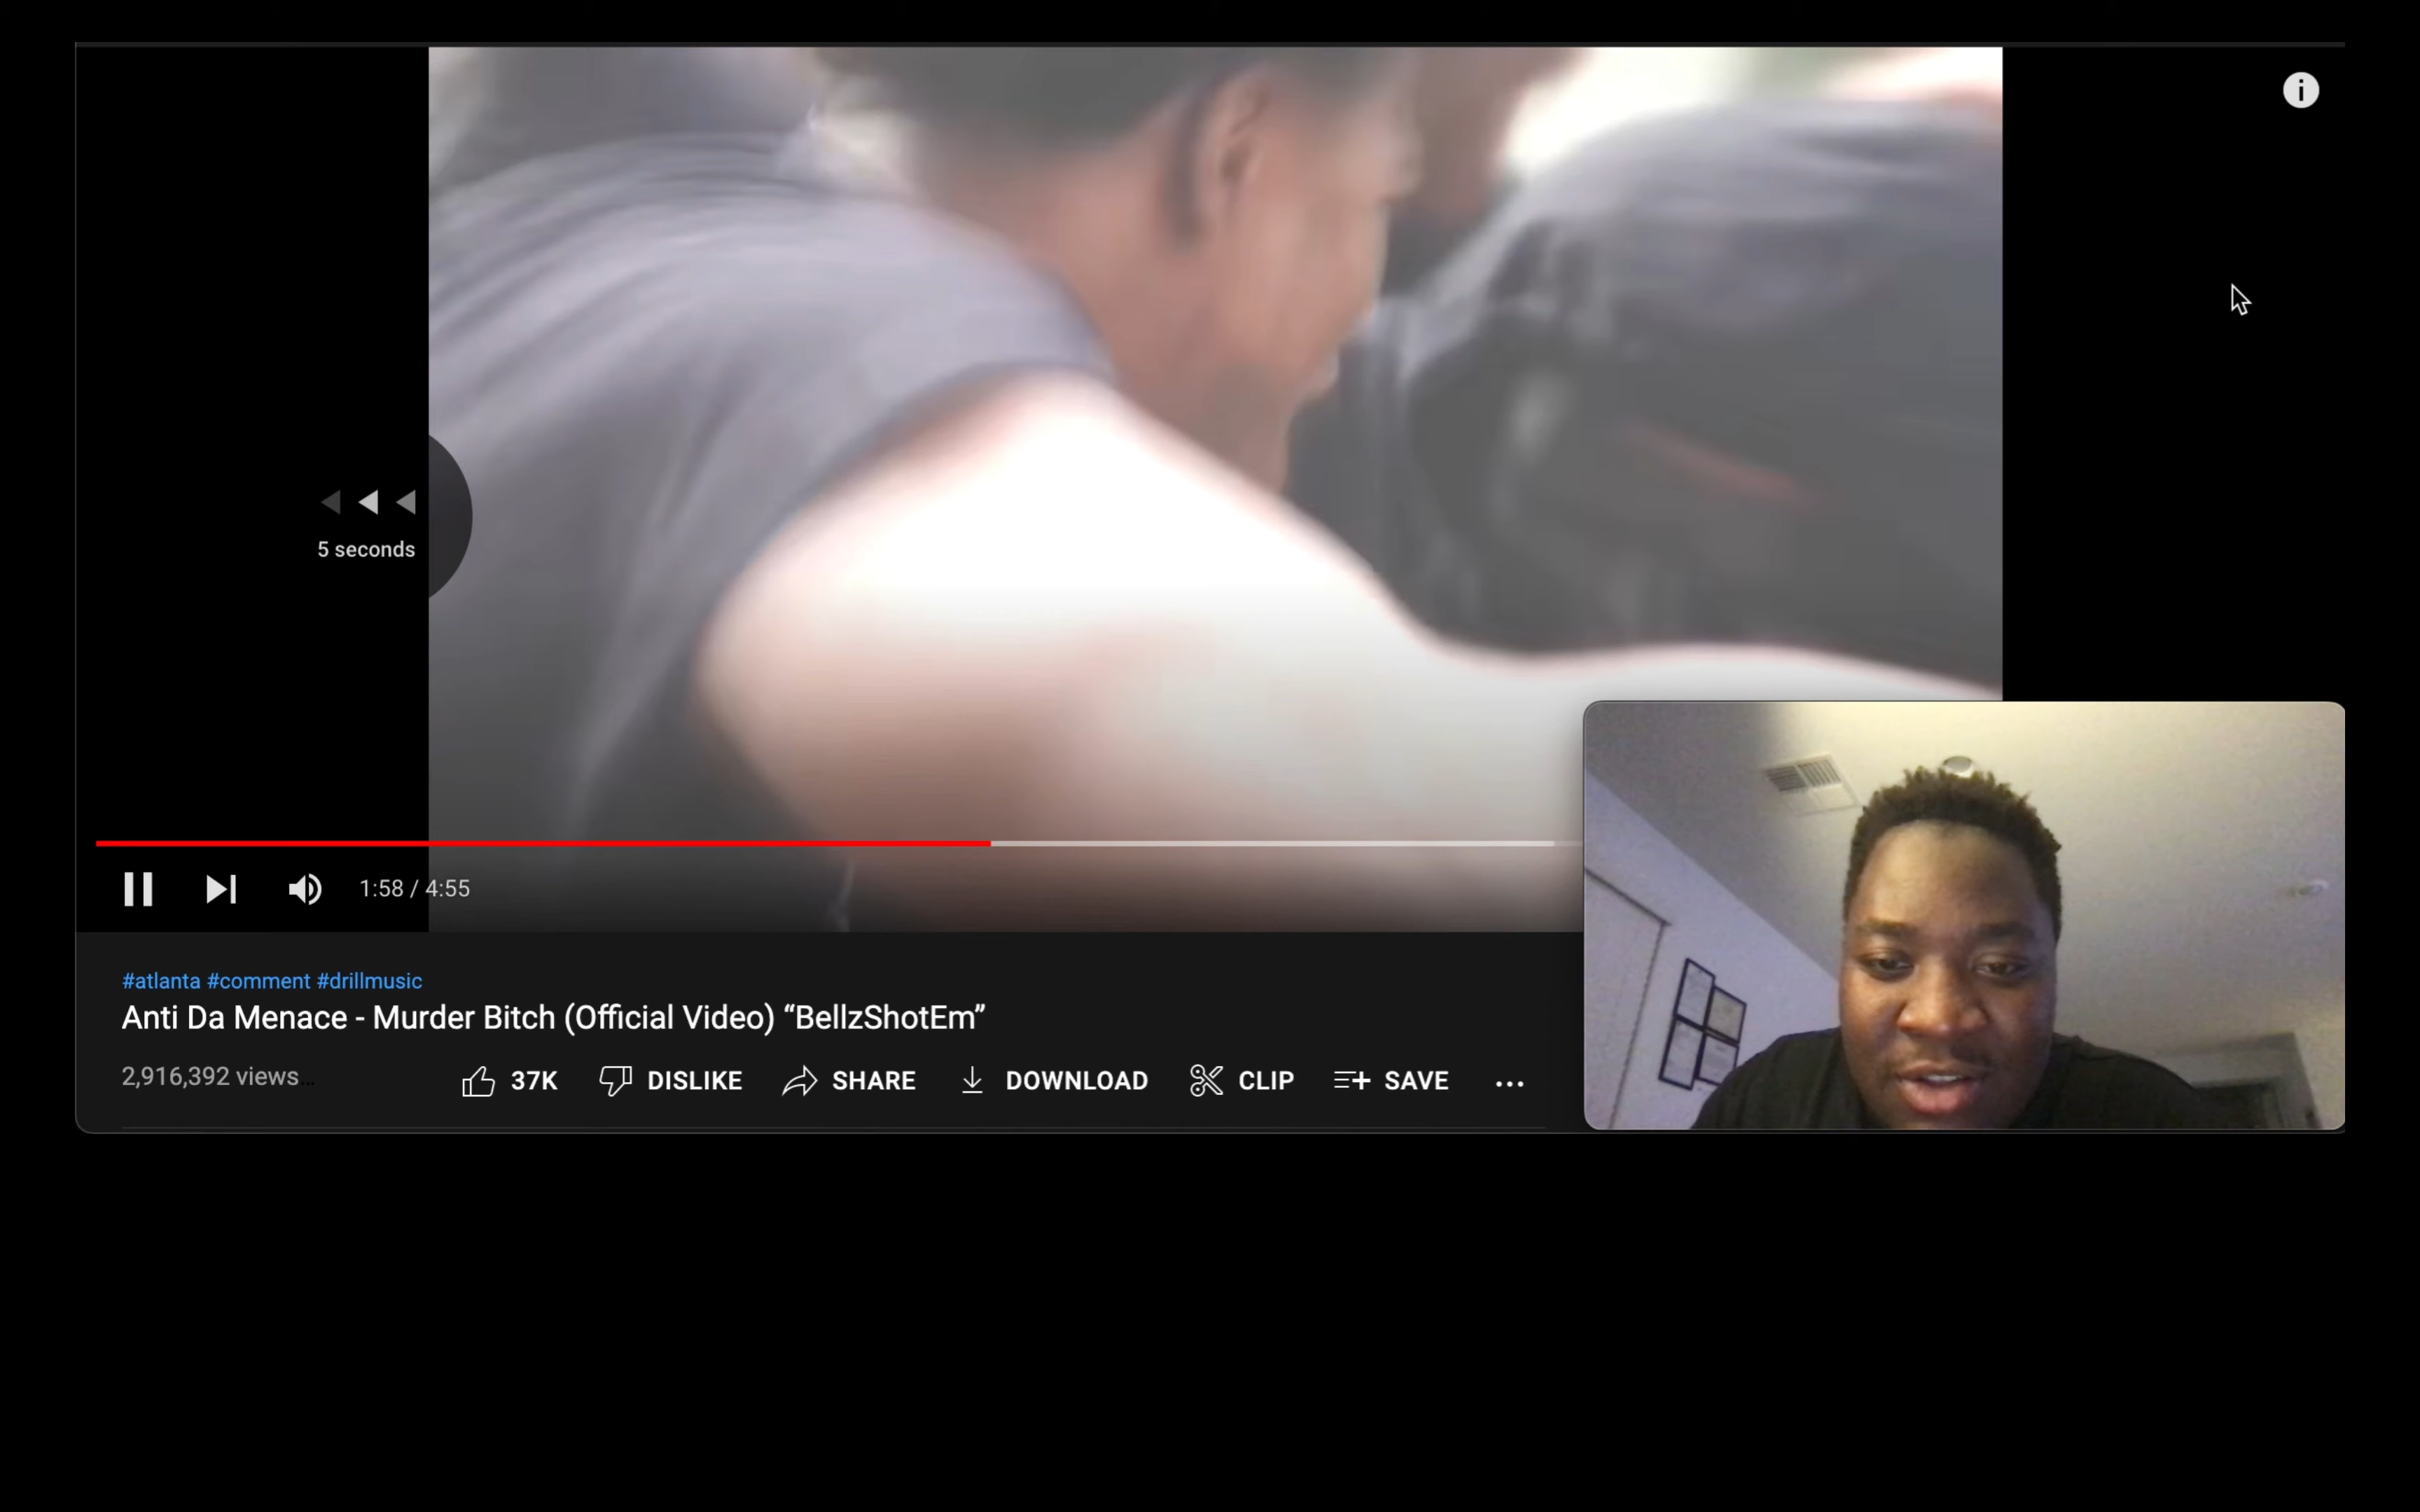 5 seconds
1:58 / 4:55
#atlanta #comment #drillmusic
Anti Da Menace - Murder Bitch (Official Video) “BellzShotEm”
2,916,392 views...
37K DISLIKE SHARE DOWNLOAD CLIP SAVE